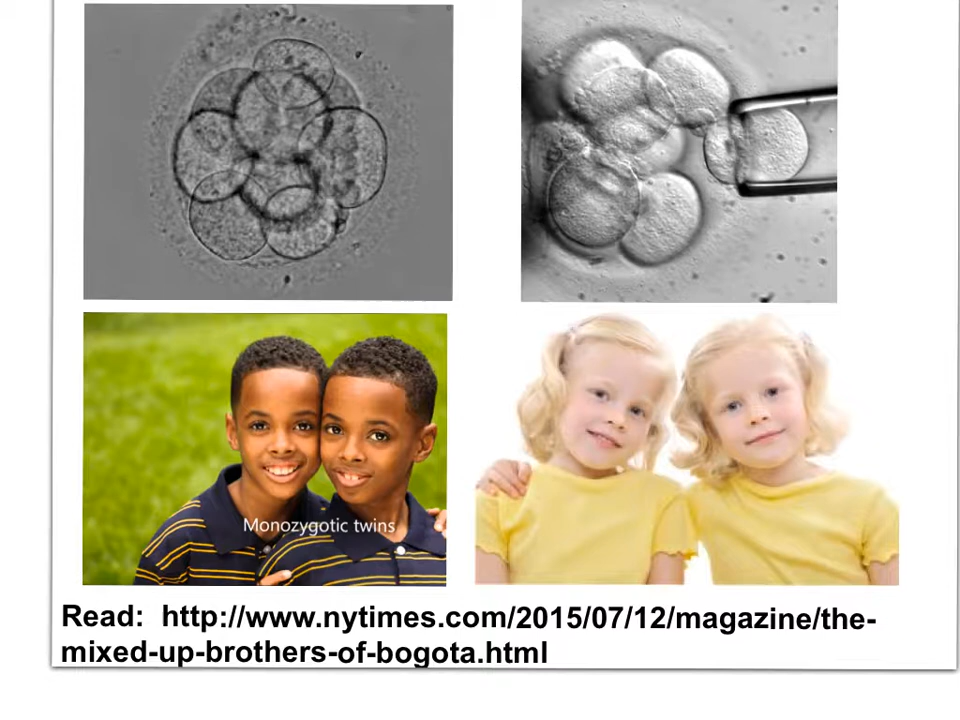 Monozygotic twins
Read:  http://www.nytimes.com/2015/07/12/magazine/the-
mixed-up-brothers-of-bogota.html